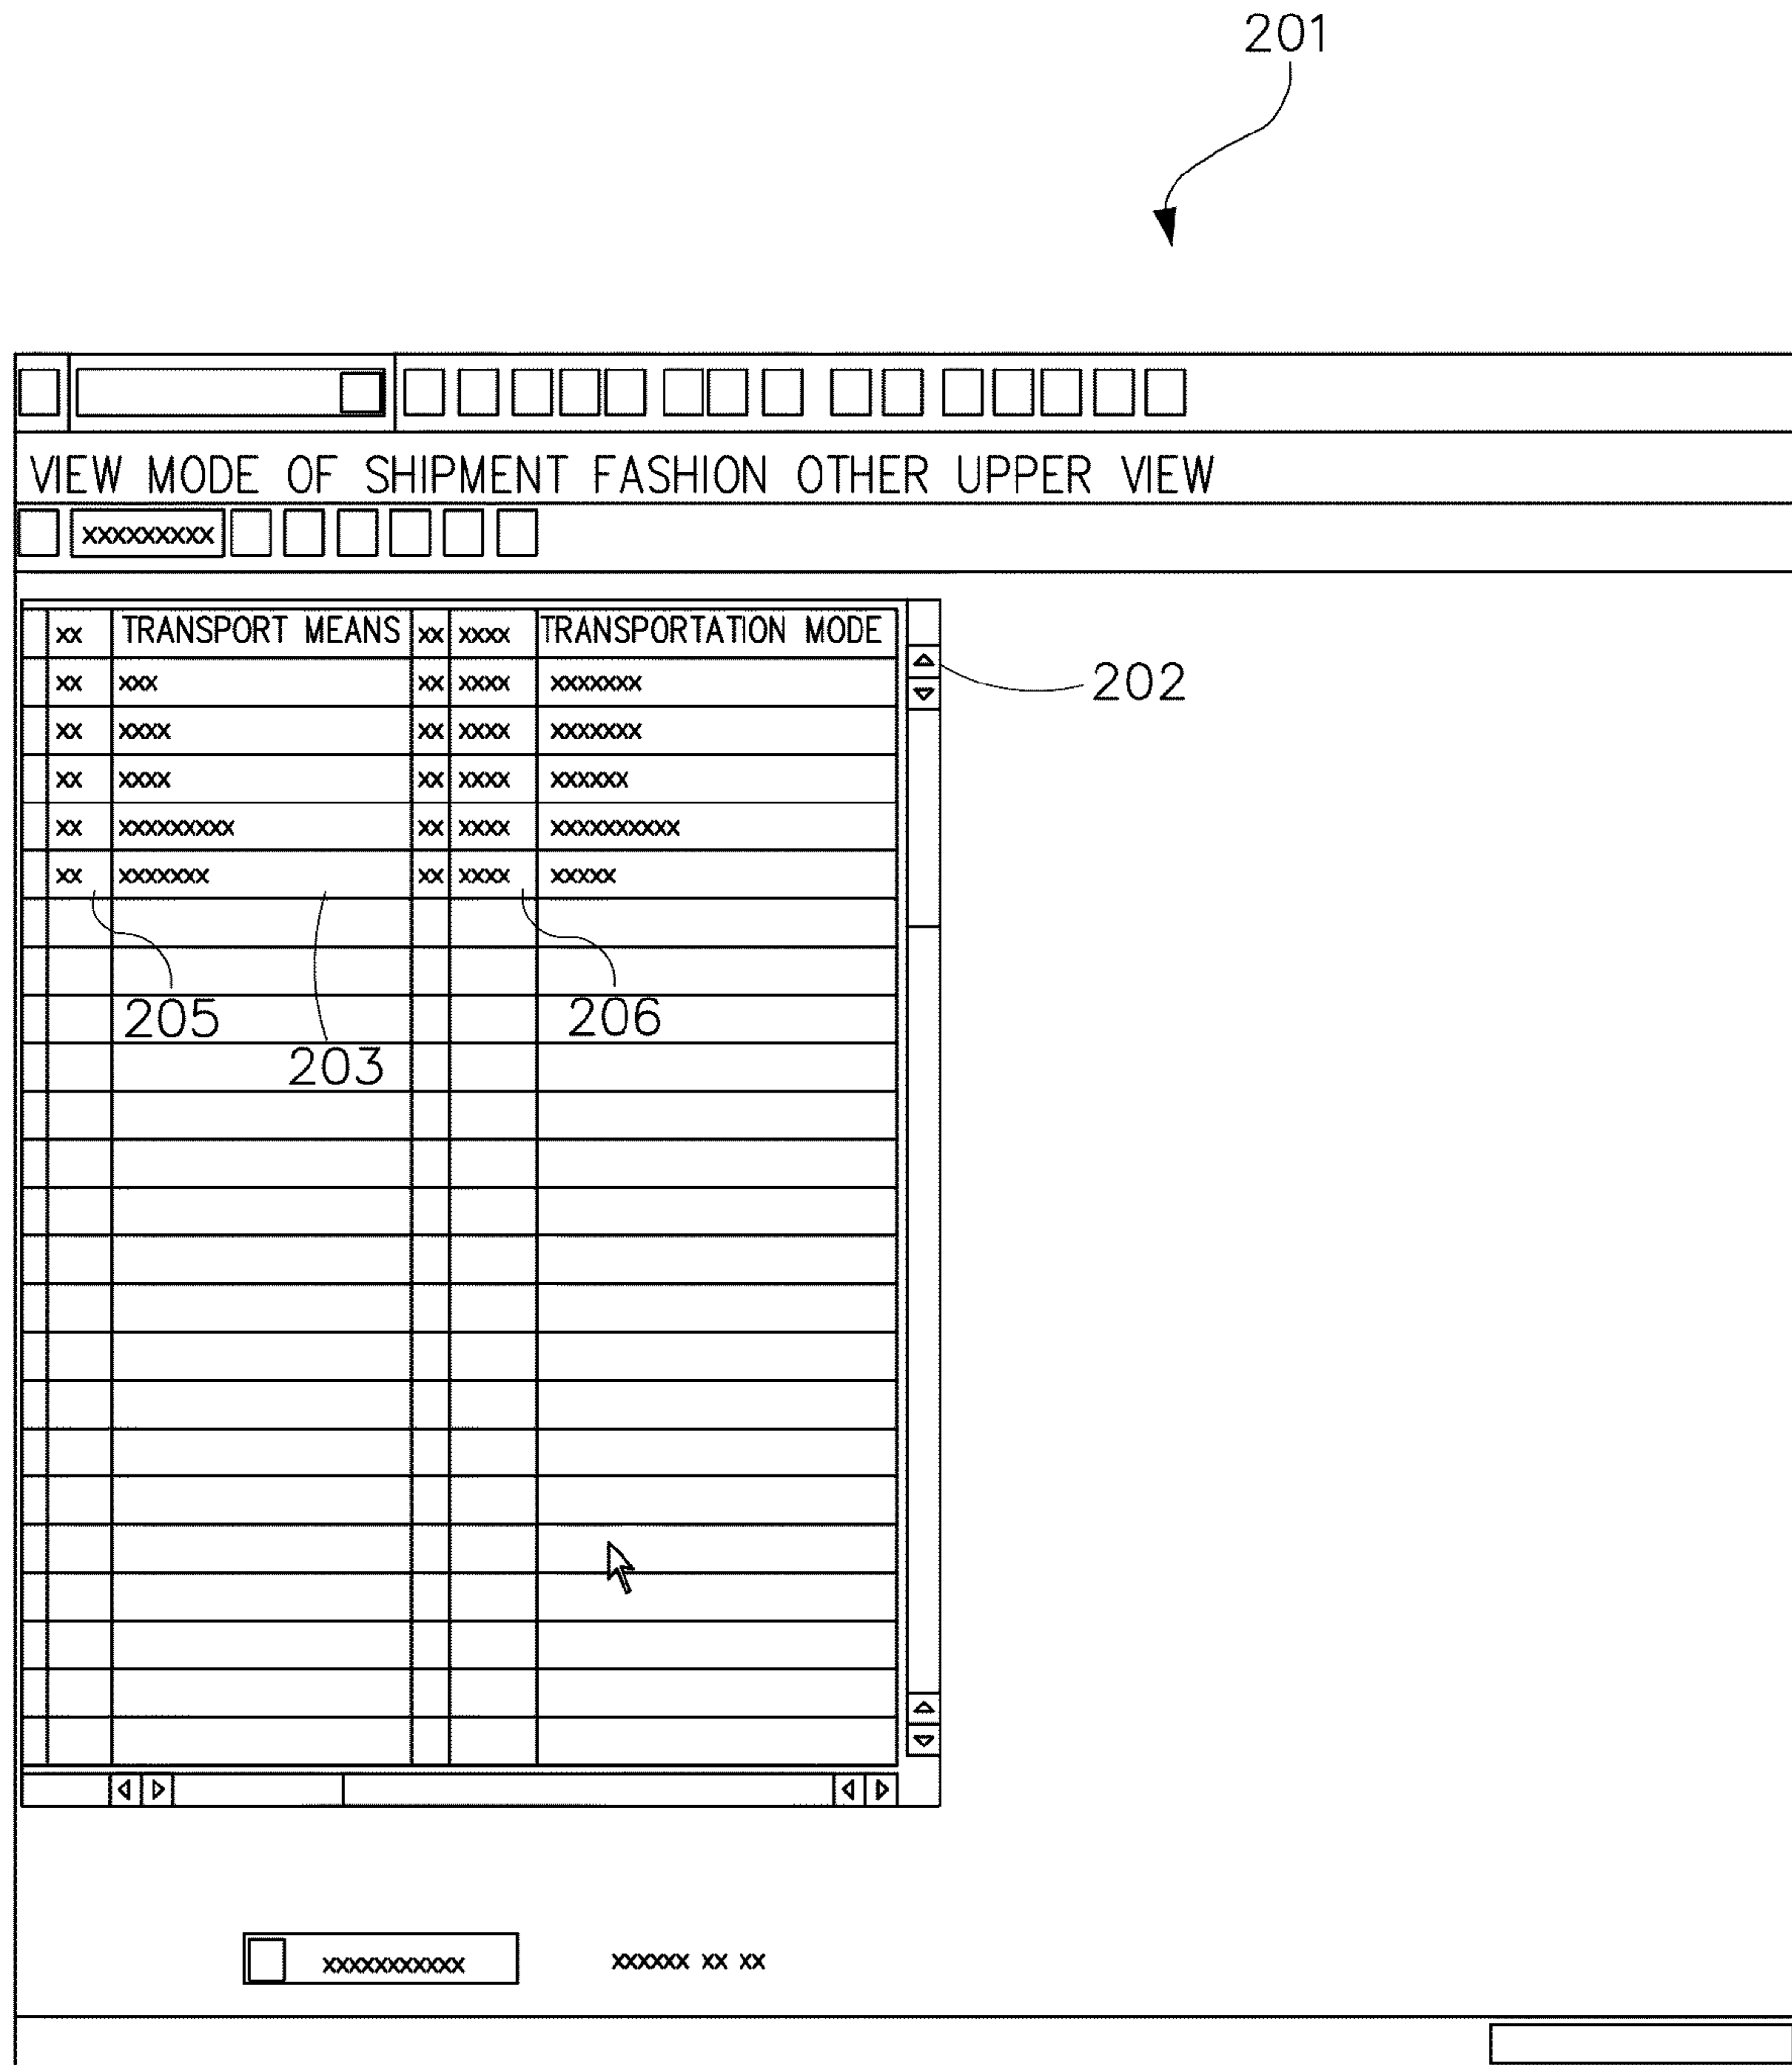 201
VIEW MODE OF SHIPMENT FASHION OTHER UPPER VIEW
xxxxxxxxx
xx TRANSPORT MEANS xx xxxx TRANSPORTATION MODE
xx xxx xx xxxx xxxxxxx
202
xx xxxx xx xxxx xxxxxxx
xx xxxx xx xxxx xxxxxx
xx xxxxxxxxx xx xxxx xxxxxxxxxx
xx xxxxxxx xx xxxx xxxxx
205 206
203
xxxxxxxxxxx xxxxxx xx xx